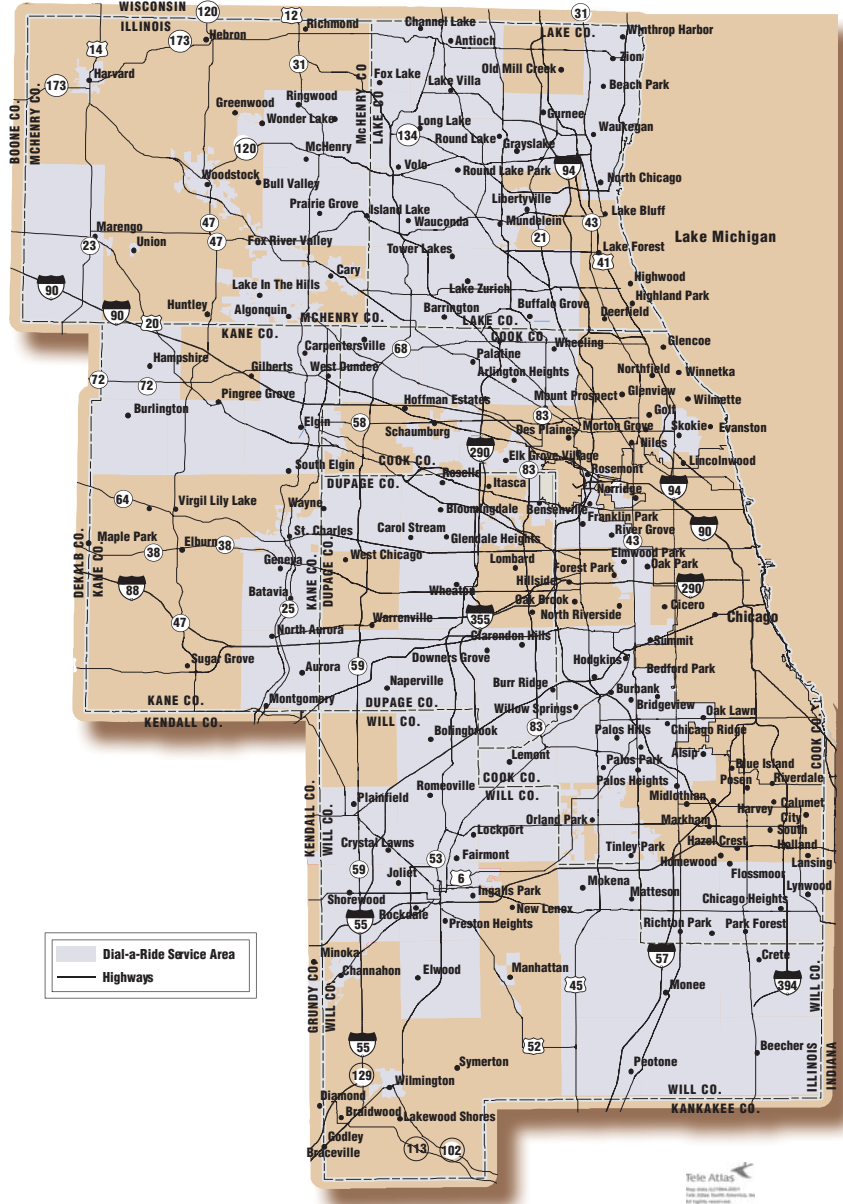 WISCONSIN
ILLINOIS
120
12
31
Richmond
Channel Lake
Winthrop Harbor
Hebron
173
14
Antioch
LAKE CO.
Zion
Harvard
173
31
Fox Lake
Old Mill Creek
Lake Villa
Beach Park
MCHENRY CO
LAKE CO.
BOONE CO.
MCHENRY CO.
Greenwood
Ringwood
Wonder Lake
Long Lake
134
Gurnee
Waukegan
Round Lake
Grayslake
120
McHenry
Volo
Round Lake Park
94
Woodstock
Bull Valley
North Chicago
Prairie Grove
Island Lake
Wauconda
Libertyville
Mundelein
Lake Bluff
47
43
21
Marengo
23
Union
47
Fox River Valley
Tower Lakes
Lake Forest
41
Lake Michigan
Cary
Lake In The Hills
Lake Zurich
Highwood
Highland Park
90
90
Huntley
Algonquin
Barrington
Buffalo Grove
Deerfield
20
MCHENRY CO.
KANE CO.
LAKE CO.
COOK CO.
Carpentersville
68
Wheeling
Glencoe
Hampshire
Palatine
Gilberts
West Dundee
Arlington Heights
Northfield
Winnetka
72
72
Pingree Grove
Mount Prospect
Glenview
Wilmette
Burlington
Hoffman Estates
Golf
83
Elgin
58
Schaumburg
Des Plaines
Morton Grove
Skokie
Evanston
Niles
290
Elk Grove Village
Lincolnwood
South Elgin
COOK CO.
Roselle
83
Rosemont
DUPAGE CO.
Itasca
Norridge
94
64
Virgil
Lily Lake
Wayne
Bloomingdale
Bensenville
Franklin Park
90
DEKALB CO.
KANE CO.
Maple Park
St. Charles
Carol Stream
Glendale Heights
River Grove
43
Elburn
38
38
Geneva
KANE CO.
DUPAGE CO.
West Chicago
Lombard
Elmwood Park
Forest Park
Oak Park
88
Batavia
Wheaton
Hillside
290
25
Oak Brook
Cicero
47
Warrenville
355
North Riverside
Chicago
North Aurora
Clarendon Hills
Summit
Sugar Grove
Aurora
59
Downers Grove
Hodgkins
Bedford Park
Naperville
Burr Ridge
Burbank
KANE CO.
KENDALL CO.
Montgomery
DUPAGE CO.
WILL CO.
Willow Springs
Bridgeview
Oak Lawn
83
Bolingbrook
Palos Hills
Chicago Ridge
COOK CO.
Lemont
Alsip
Palos Park
Blue Island
COOK CO.
WILL CO.
Palos Heights
Posen
Riverdale
Romeoville
Plainfield
Midlothian
Harvey
Calumet
City
KENDALL CO.
WILL CO.
Orland Park
Markham
Lockport
South
Holland
Crystal Lawns
Tinley Park
Hazel Crest
53
Fairmont
Homewood
Lansing
59
Joliet
6
Flossmoor
Shorewood
Ingalls Park
Mokena
Matteson
Lynwood
Chicago Heights
Rockdale
New Lenox
55
Preston Heights
Richton Park
Park Forest
Dial-a-Ride Service Area
Highways
Minoka
57
Crete
Channahon
Elwood
Manhattan
GRUNDY CO.
WILL CO.
45
Monee
394
WILL CO.
52
55
Beecher
Symerton
Peotone
129
Wilmington
WILL CO.
KANKAKEE CO.
ILLINOIS
INDIANA
Diamond
Braidwood
Lakewood Shores
Godley
Braceville
113
102
Tele Atlas